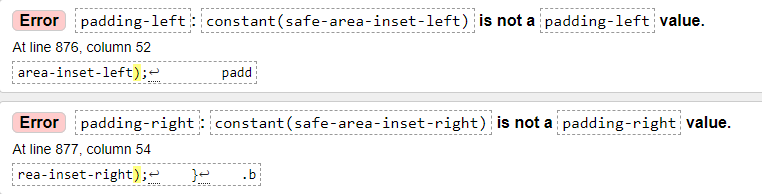 Error padding-left: constant(safe-area-inset-left) is not a padding-left value.
At line 876, column 52
area-inset-left);↩ padd
Error padding-right: constant(safe-area-inset-right) is not a padding-right value.
At line 877, column 54
rea-inset-right);↩ }↩ .b